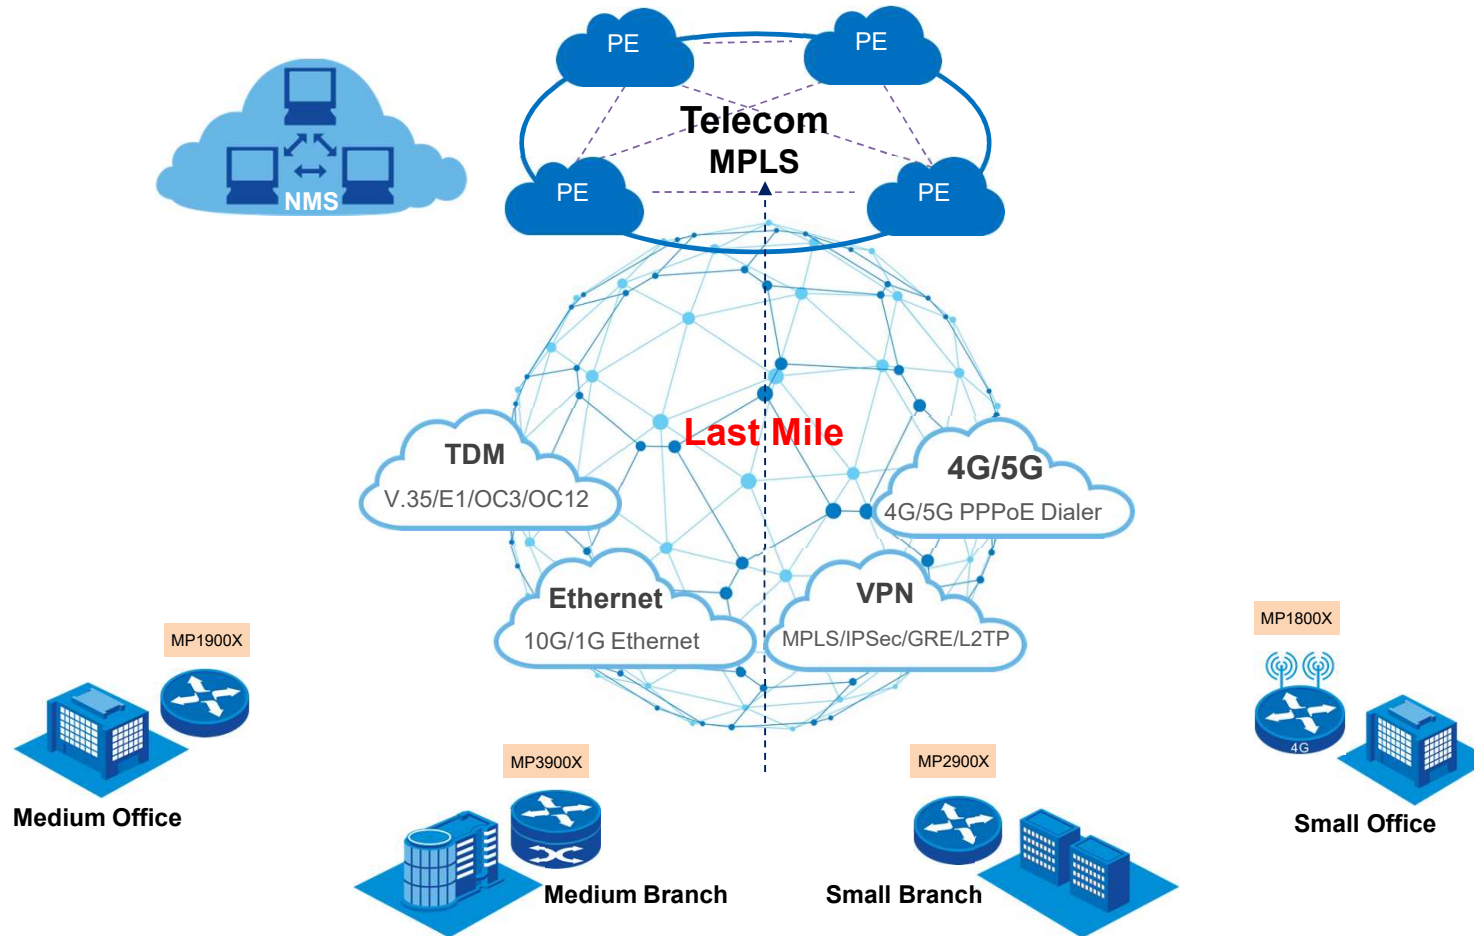 PE
PE
Telecom
MPLS
PE
PE
NMS
Last Mile
TDM
V.35/E1/OC3/OC12
4G/5G
4G/5G PPPoE Dialer
Ethernet
10G/1G Ethernet
VPN
MPLS/IPSec/GRE/L2TP
MP1900X
Medium Office
MP3900X
Medium Branch
MP2900X
Small Branch
MP1800X
4G
Small Office